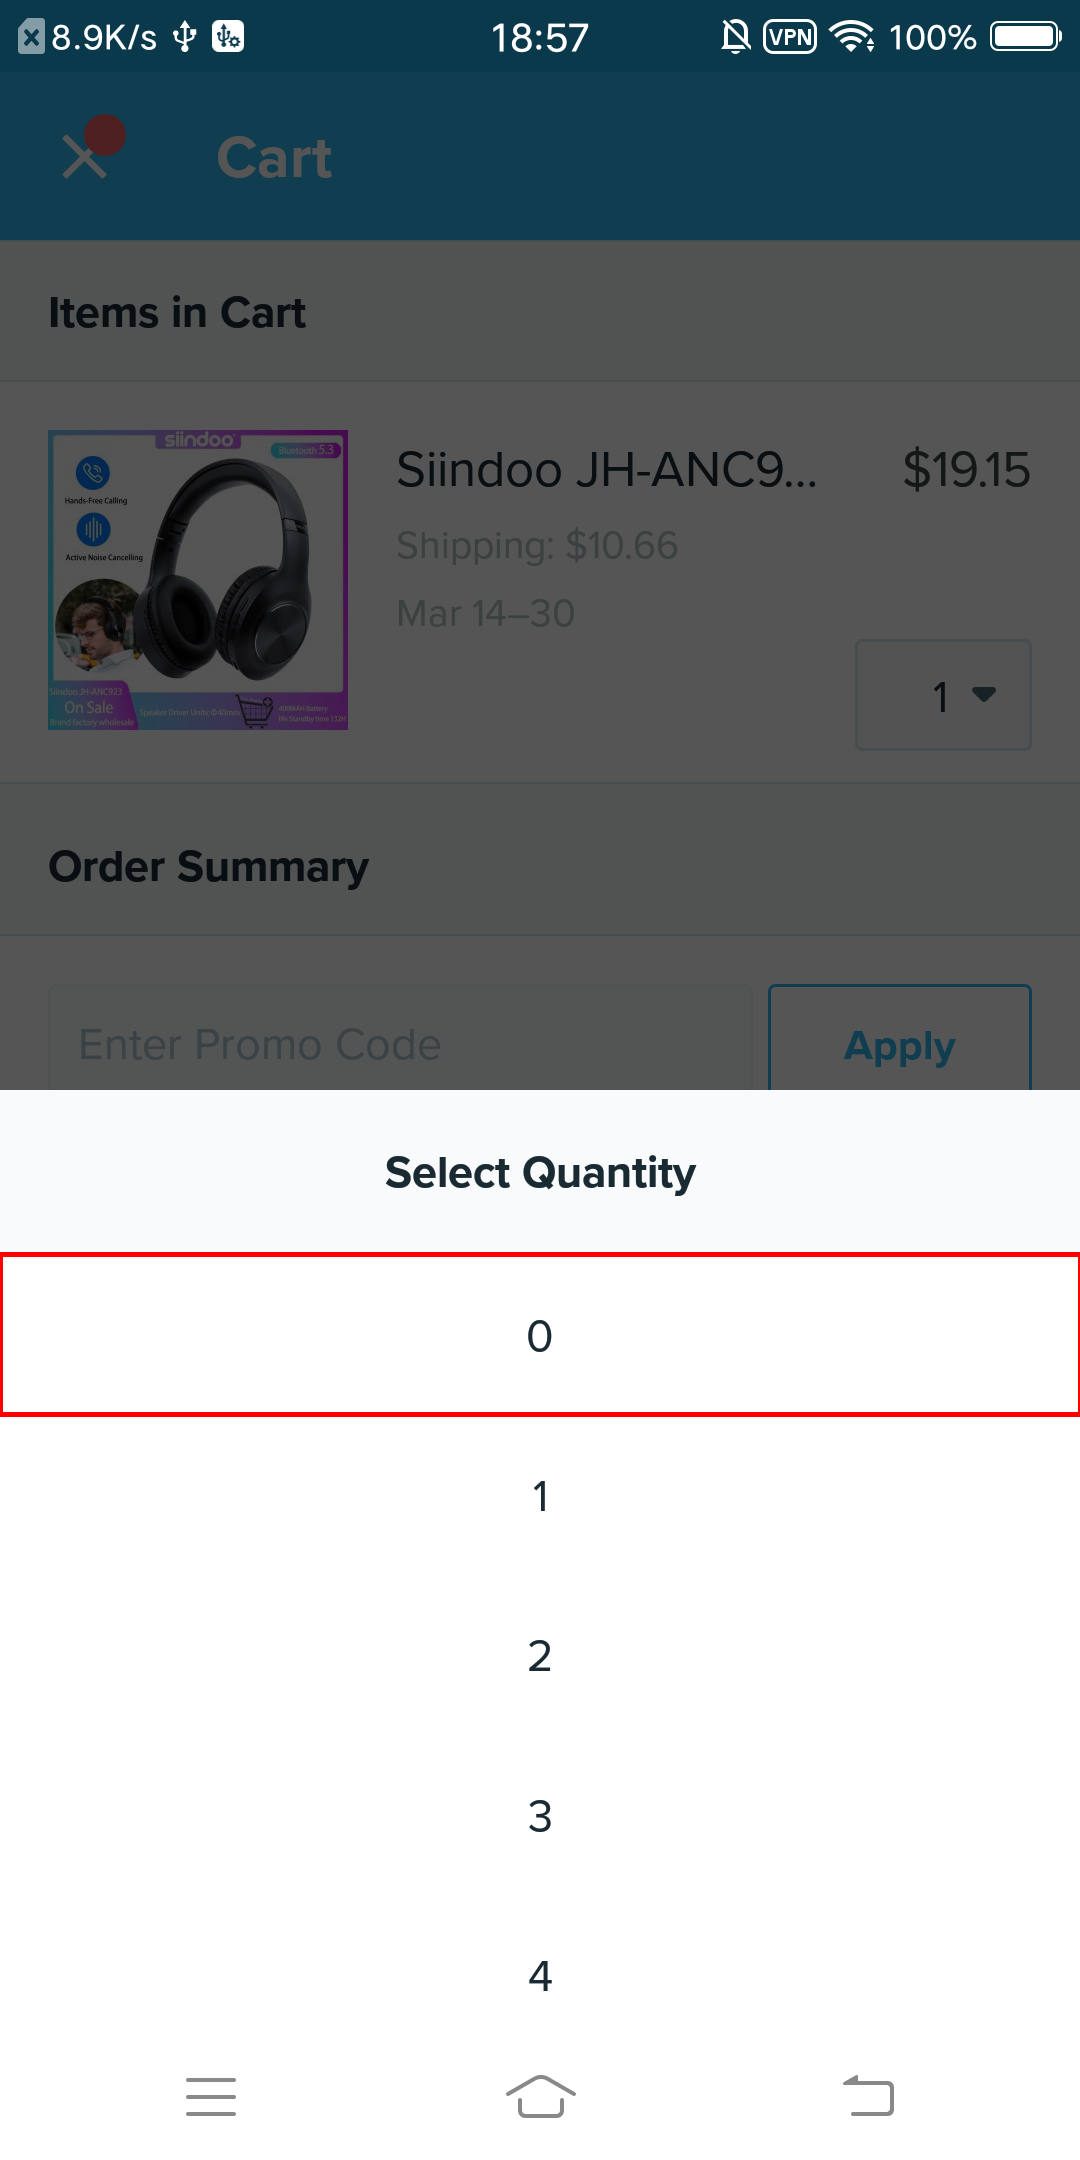 8.9K/s
18:57
VPN
100%
Cart
Items in Cart
siindoo
Bluetooth 5.3
Hands-Free Calling
Active Noise Cancelling
Siindoo JH-ANC923
On Sale
Brand factory wholesale
Speaker Driver Units:Φ40mm
400MAH Battery
life Standby time 132H
Siindoo JH-ANC9...
$19.15
Shipping: $10.66
Mar 14–30
1
Order Summary
Enter Promo Code
Apply
Select Quantity
0
1
2
3
4